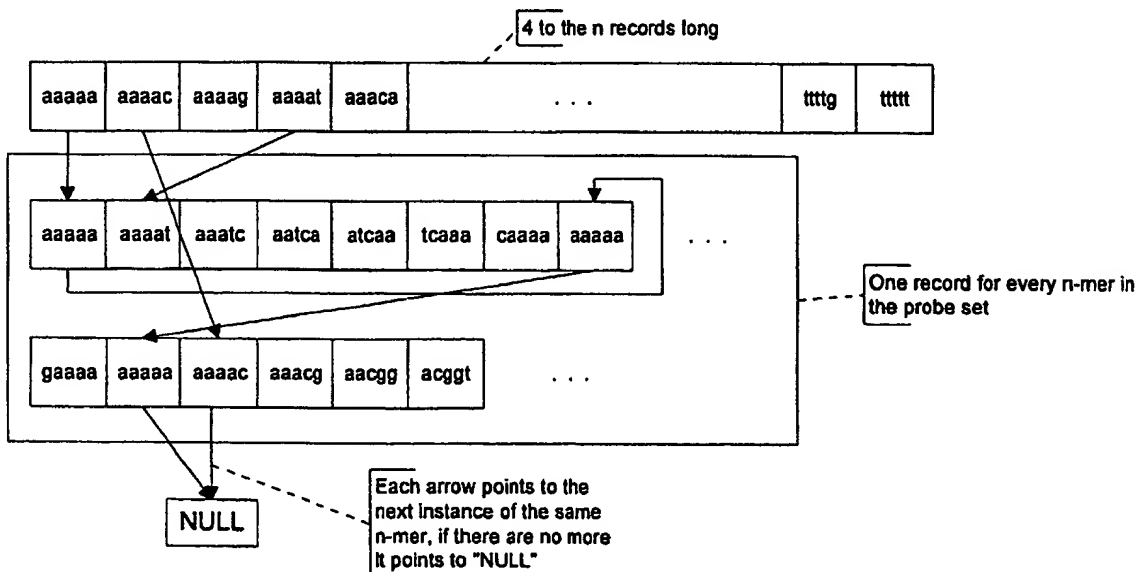 4 to the n records long
aaaaa aaaac aaaag aaaat aaaca . . . ttttg ttttt
aaaaa aaaat aaatc aatca atcaa tcaaa caaaa aaaaa . . .
One record for every n-mer in
the probe set
gaaaa aaaaa aaaac aaacg aacgg acggt . . .
Each arrow points to the
next instance of the same
n-mer, if there are no more
It points to "NULL"
NULL